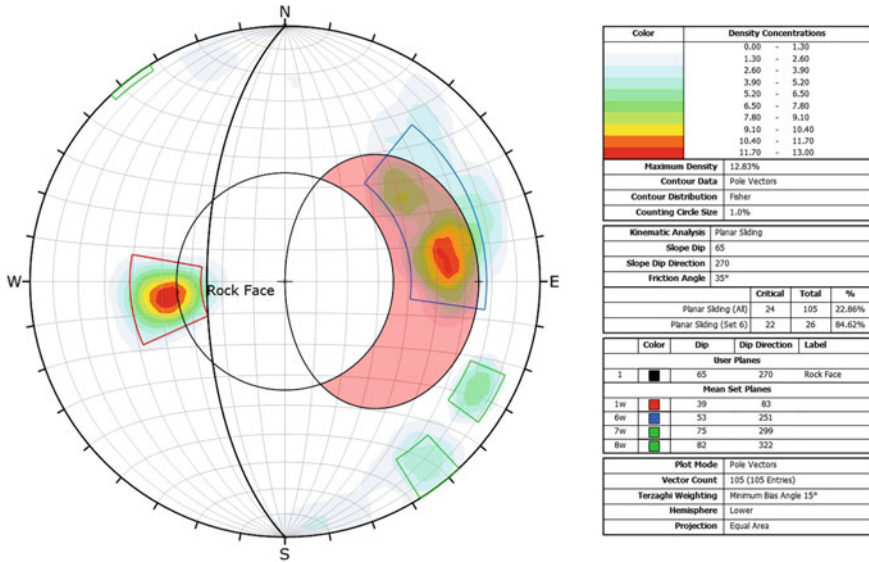 N
W
E
S
Rock Face
Color Density Concentrations
0.00 - 1.30
1.30 - 2.60
2.60 - 3.90
3.90 - 5.20
5.20 - 6.50
6.50 - 7.80
7.80 - 9.10
9.10 - 10.40
10.40 - 11.70
11.70 - 13.00
Maximum Density 12.83%
Contour Data Pole Vectors
Contour Distribution Fisher
Counting Circle Size 1.0%
Kinematic Analysis Planar Sliding
Slope Dip 65
Slope Dip Direction 270
Friction Angle 35°
Critical Total %
Planar Sliding (All) 24 105 22.86%
Planar Sliding (Set 6) 22 26 84.62%
Color Dip Dip Direction Label
User Planes
1 65 270 Rock Face
Mean Set Planes
1w 39 83
6w 53 251
7w 75 299
8w 82 322
Plot Mode Pole Vectors
Vector Count 105 (105 Entries)
Terzaghi Weighting Minimum Bias Angle 15°
Hemisphere Lower
Projection Equal Area